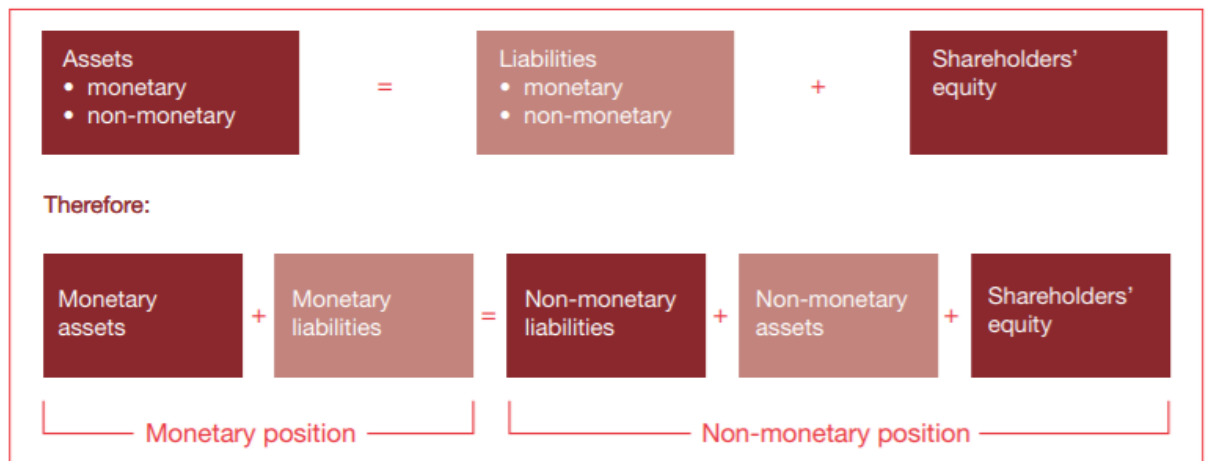 Assets
• monetary
• non-monetary
=
Liabilities
• monetary
• non-monetary
+
Shareholders'
equity
Therefore:
Monetary
assets
+
Monetary
liabilities
=
Non-monetary
liabilities
+
Non-monetary
assets
+
Shareholders'
equity
Monetary position
Non-monetary position